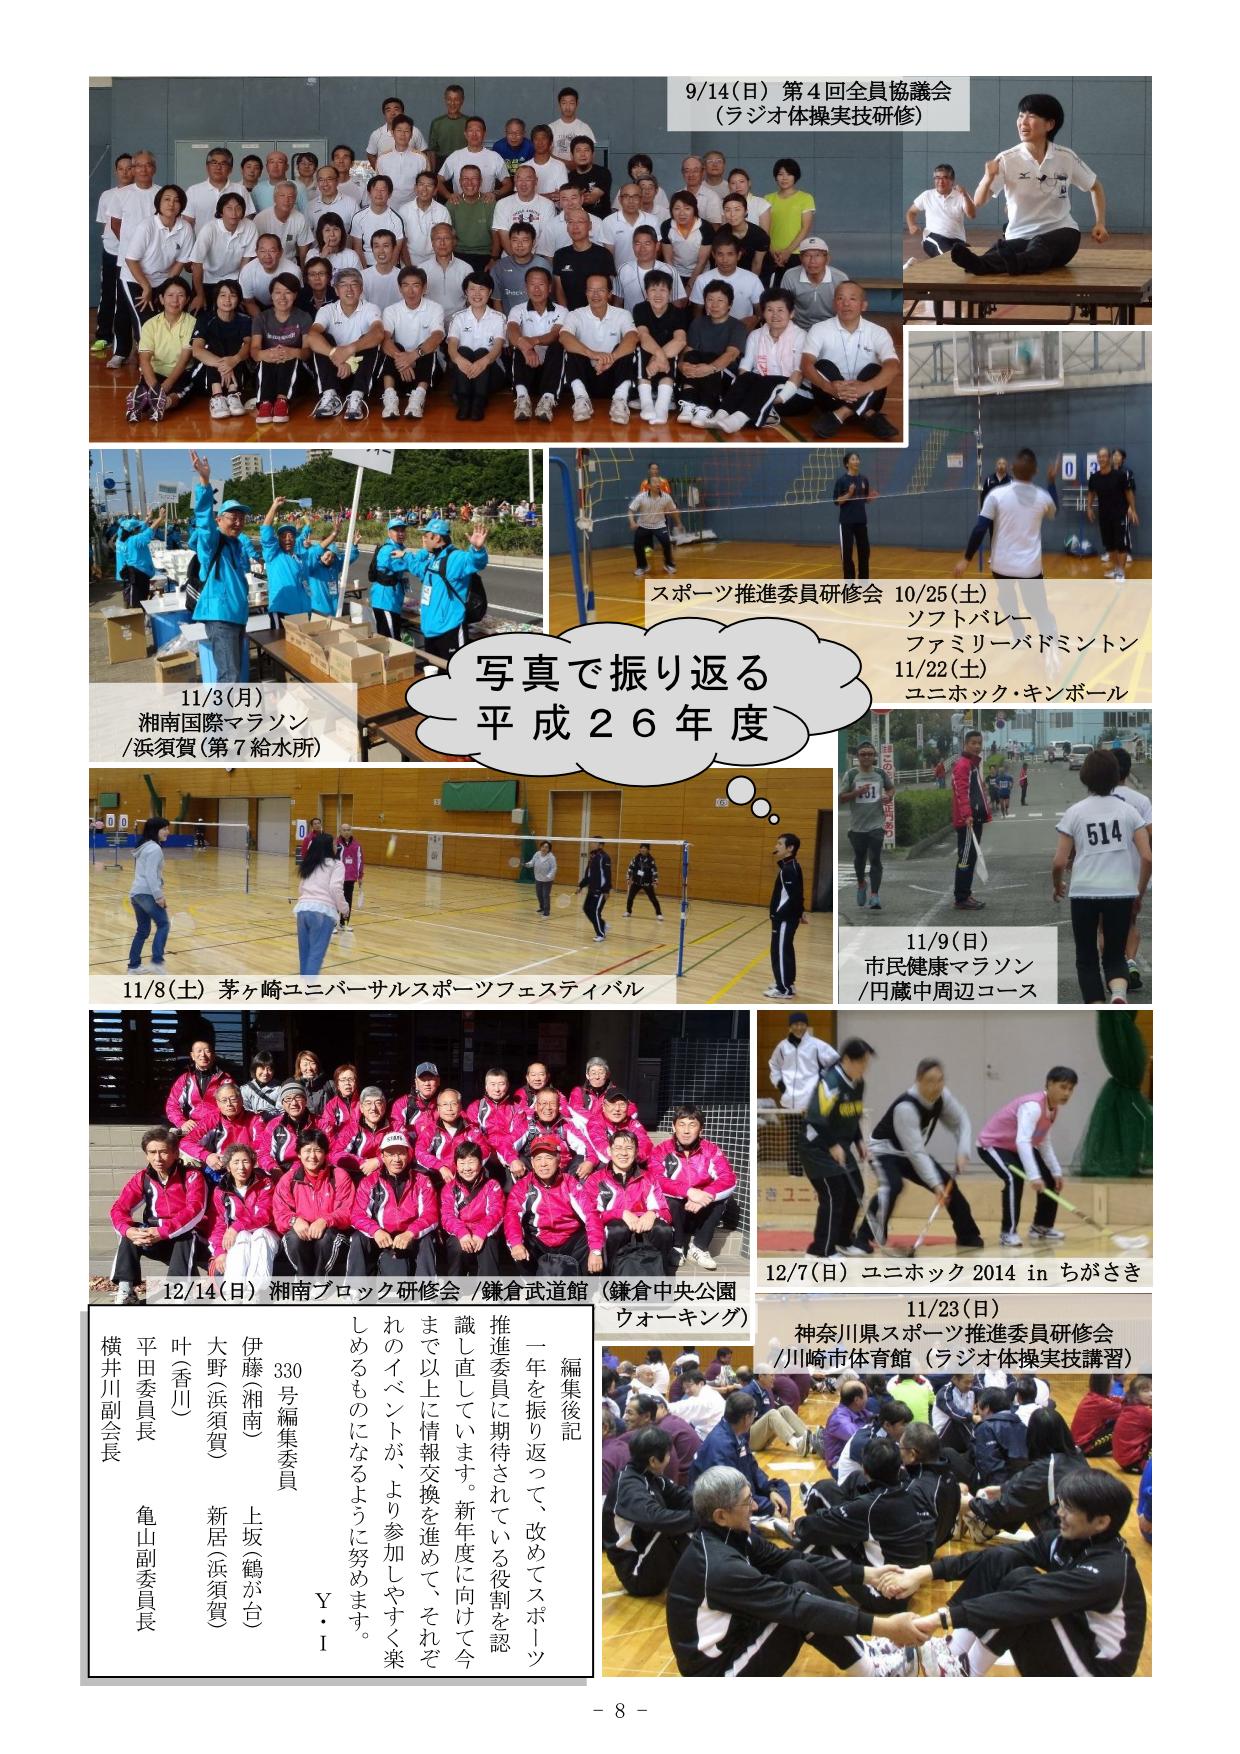 9/14(日) 第４回全員協議会
(ラジオ体操実技研修)
スポーツ推進委員研修会 10/25(土)
ソフトバレー
ファミリーバドミントン
11/22(土)
ユニホック・キンボール
写真で振り返る
平成２６年度
11/3(月)
湘南国際マラソン
/浜須賀(第７給水所)
514
11/9(日)
市民健康マラソン
/円蔵中周辺コース
11/8(土) 茅ヶ崎ユニバーサルスポーツフェスティバル
12/14(日) 湘南ブロック研修会 /鎌倉武道館 (鎌倉中央公園
ウォーキング)
12/7(日) ユニホック 2014 in ちがさき
11/23(日)
神奈川県スポーツ推進委員研修会
/川崎市体育館 (ラジオ体操実技講習)
編集後記
一年を振り返って、改めてスポーツ
推進委員に期待されている役割を認
識し直しています。新年度に向けて今
まで以上に情報交換を進めて、それぞ
れのイベントが、より参加しやすく楽
しめるものになるように努めます。
Y・I
330号編集委員
伊藤(湘南) 上坂(鶴が台)
大野(浜須賀) 新居(浜須賀)
叶(香川)
平田委員長 亀山副委員長
横井川副会長
- 8 -